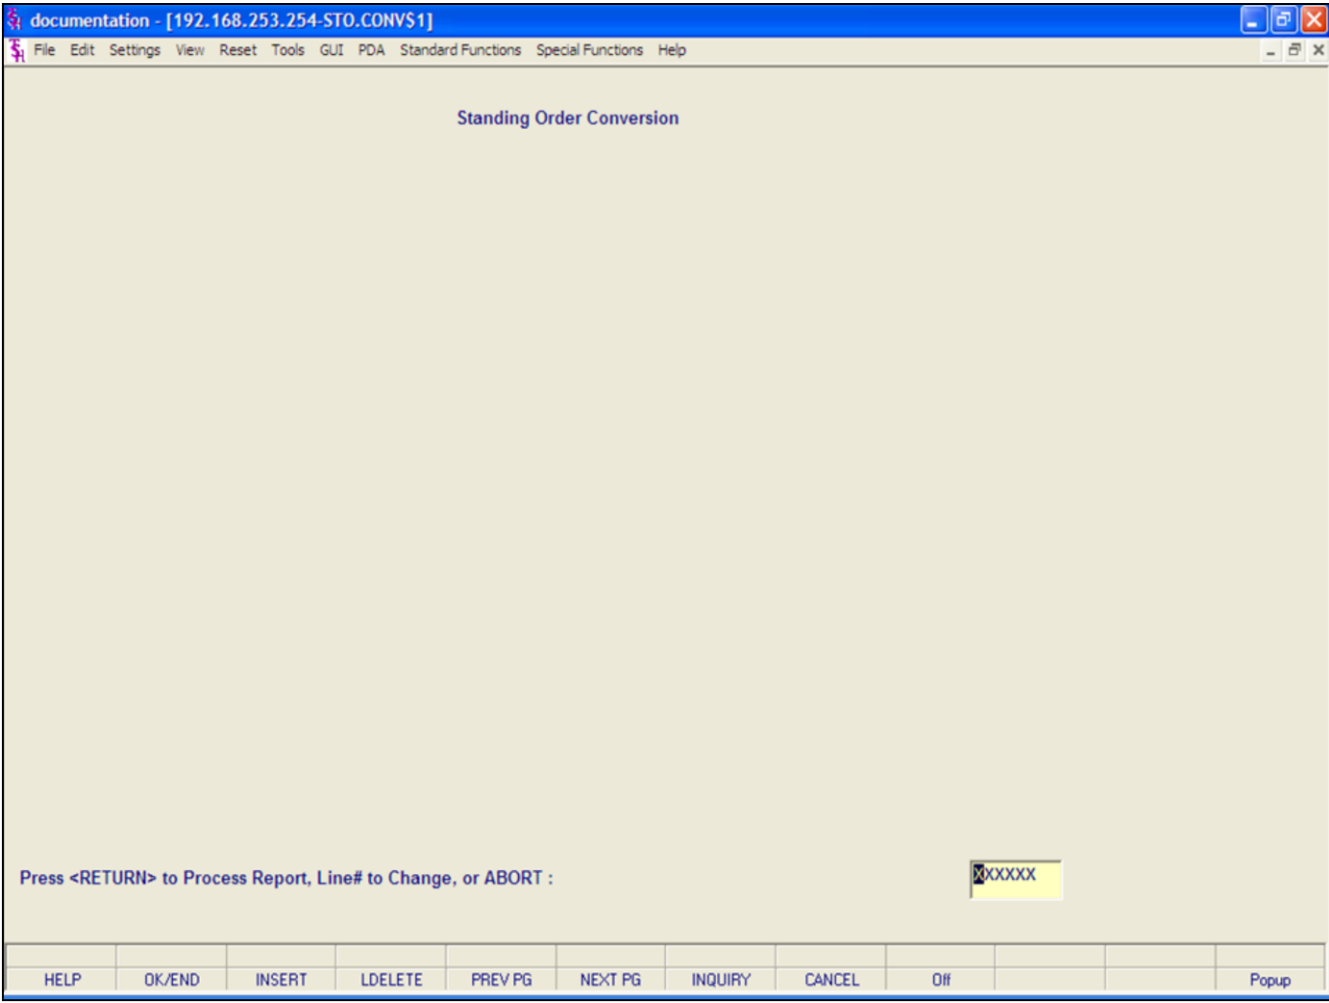 documentation - [192.168.253.254-STO.CONV$1]
File Edit Settings View Reset Tools GUI PDA Standard Functions Special Functions Help
Standing Order Conversion
Press <RETURN> to Process Report, Line# to Change, or ABORT : XXXXXX
HELP OK/END INSERT LDELETE PREV PG NEXT PG INQUIRY CANCEL Off Popup